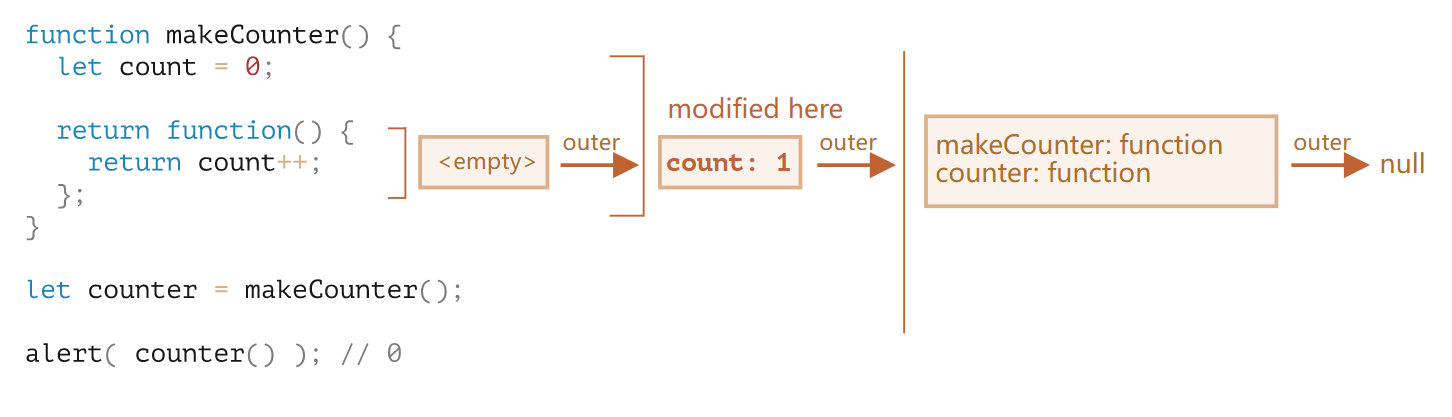 function makeCounter() {
  let count = 0;
  return function() {
    return count++;
  };
}
let counter = makeCounter();
alert( counter() ); // 0
<empty>
outer
modified here
count: 1
outer
makeCounter: function
counter: function
outer
null